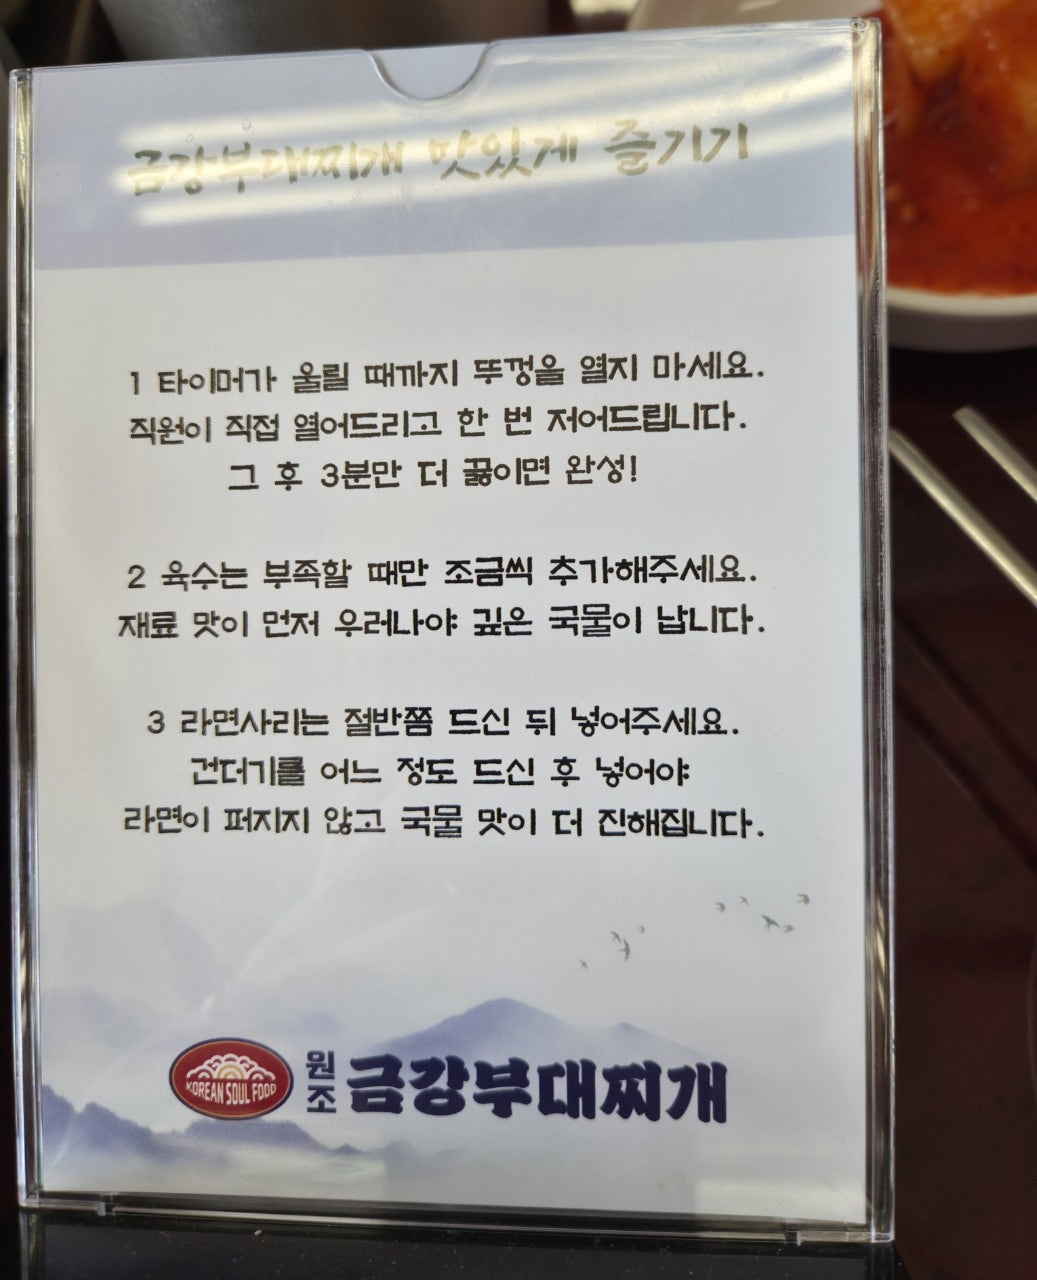 금강부대찌개 맛있게 즐기기
1 타이머가 울릴 때까지 뚜껑을 열지 마세요.
직원이 직접 열어드리고 한 번 저어드립니다.
그 후 3분만 더 끓이면 완성!
2 육수는 부족할 때만 조금씩 추가해주세요.
재료 맛이 먼저 우러나야 깊은 국물이 납니다.
3 라면사리는 절반쯤 드신 뒤 넣어주세요.
건더기를 어느 정도 드신 후 넣어야
라면이 퍼지지 않고 국물 맛이 더 진해집니다.
KOREAN SOUL FOOD
원조 금강부대찌개